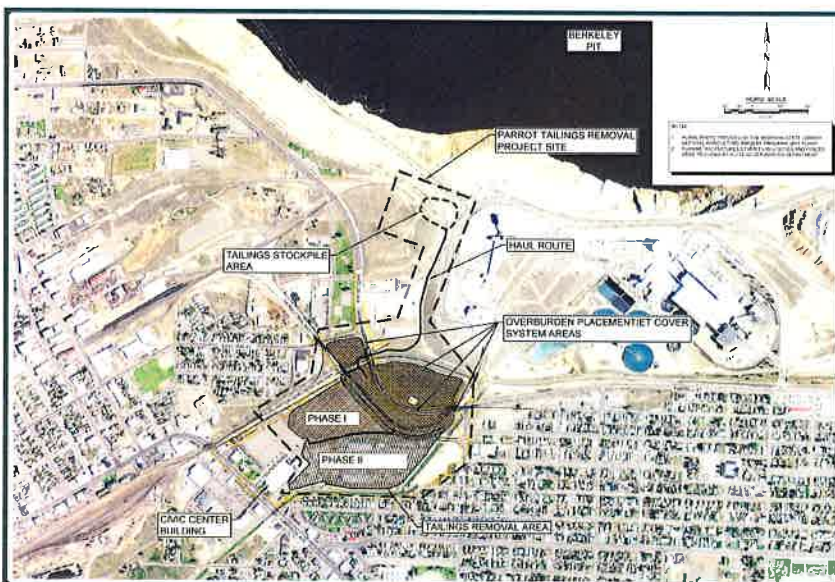 BERKELEY
PIT
N
PARROT TAILINGS REMOVAL
PROJECT SITE
HAUL ROUTE
TAILINGS STOCKPILE
AREA
OVERBURDEN PLACEMENT/ET COVER
SYSTEM AREAS
PHASE I
PHASE II
CIVIC CENTER
BUILDING
TAILINGS REMOVAL AREA